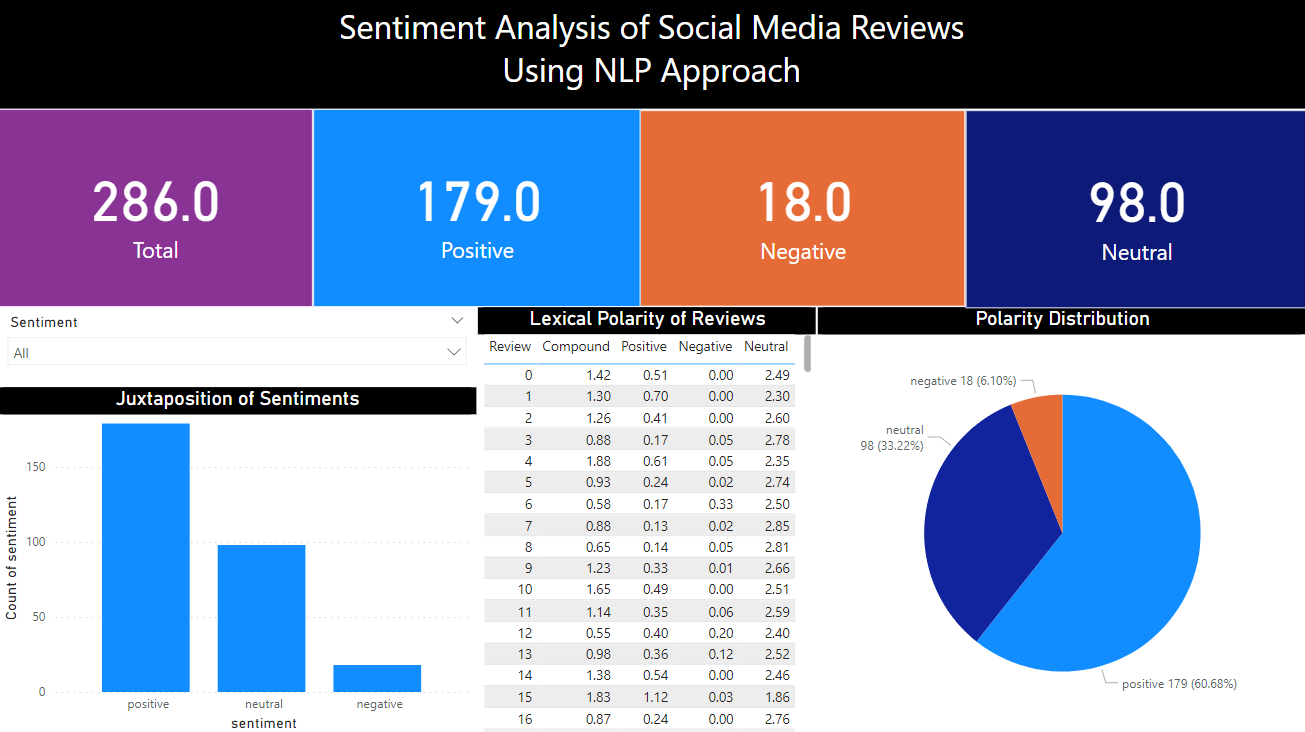 Sentiment Analysis of Social Media Reviews
Using NLP Approach
286.0
Total
179.0
Positive
18.0
Negative
98.0
Neutral
Sentiment
All
Juxtaposition of Sentiments
Count of sentiment
150
100
50
0
positive neutral negative
sentiment
Lexical Polarity of Reviews
Review Compound Positive Negative Neutral
0 1.42 0.51 0.00 2.49
1 1.30 0.70 0.00 2.30
2 1.26 0.41 0.00 2.60
3 0.88 0.17 0.05 2.78
4 1.88 0.61 0.05 2.35
5 0.93 0.24 0.02 2.74
6 0.58 0.17 0.33 2.50
7 0.88 0.13 0.02 2.85
8 0.65 0.14 0.05 2.81
9 1.23 0.33 0.01 2.66
10 1.65 0.49 0.00 2.51
11 1.14 0.35 0.06 2.59
12 0.55 0.40 0.20 2.40
13 0.98 0.36 0.12 2.52
14 1.38 0.54 0.00 2.46
15 1.83 1.12 0.03 1.86
16 0.87 0.24 0.00 2.76
Polarity Distribution
negative 18 (6.10%)
neutral
98 (33.22%)
positive 179 (60.68%)